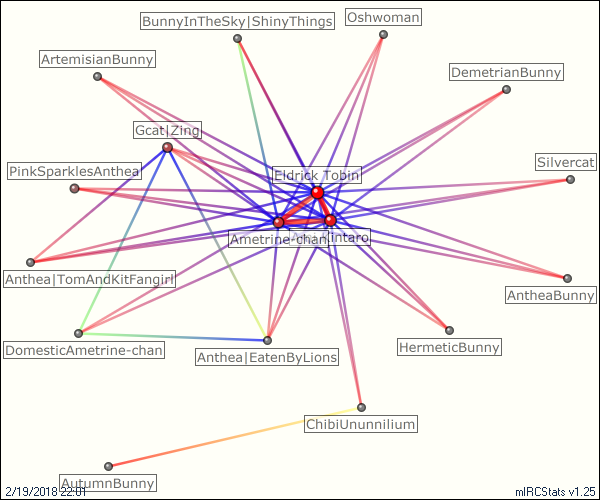 BunnyInTheSky|ShinyThings
Oshwoman
ArtemisianBunny
DemetrianBunny
Gcat|Zing
Silvercat
PinkSparklesAnthea
Eldrick_Tobin
Ametrine-chan
Anthea|TomAndKitFangirl
AntheaBunny
DomesticAmetrine-chan
Anthea|EatenByLions
HermeticBunny
ChibiUnunnilium
AutumnBunny
2/19/2018 22:01
mIRCStats v1.25